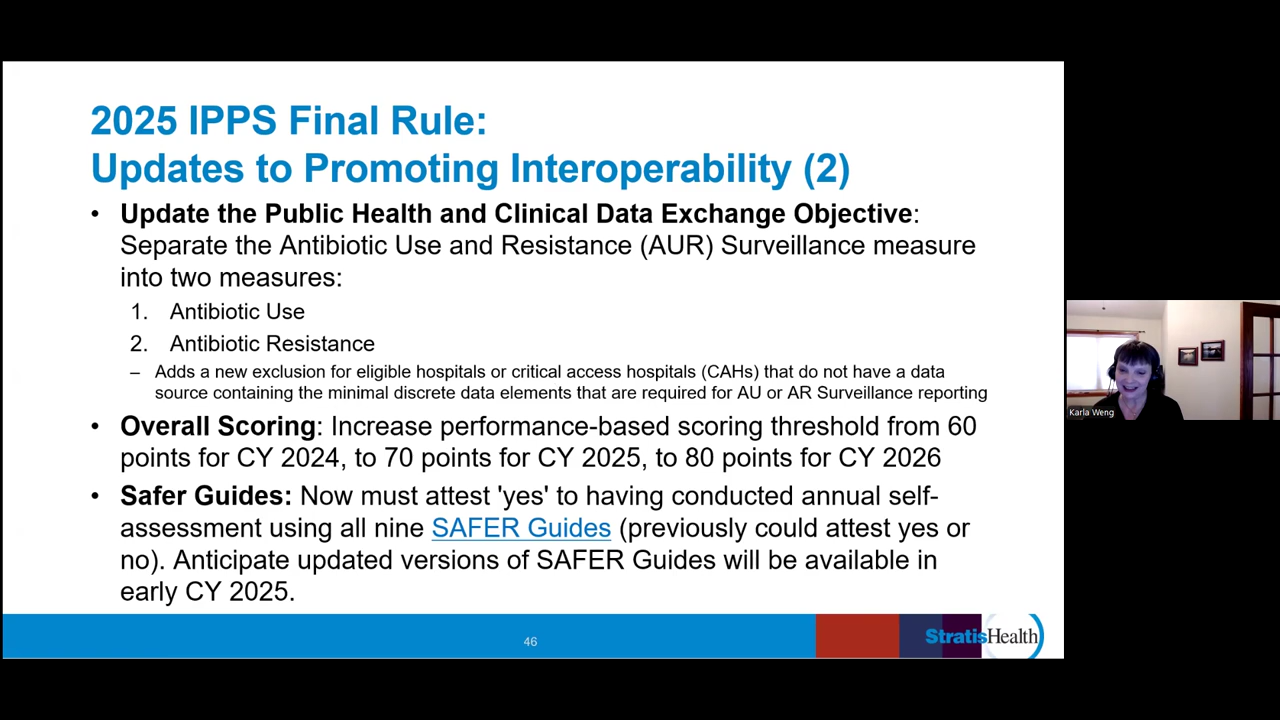 2025 IPPS Final Rule:
Updates to Promoting Interoperability (2)
• Update the Public Health and Clinical Data Exchange Objective:
Separate the Antibiotic Use and Resistance (AUR) Surveillance measure
into two measures:
1. Antibiotic Use
2. Antibiotic Resistance
– Adds a new exclusion for eligible hospitals or critical access hospitals (CAHs) that do not have a data
source containing the minimal discrete data elements that are required for AU or AR Surveillance reporting
• Overall Scoring: Increase performance-based scoring threshold from 60
points for CY 2024, to 70 points for CY 2025, to 80 points for CY 2026
• Safer Guides: Now must attest 'yes' to having conducted annual self-
assessment using all nine SAFER Guides (previously could attest yes or
no). Anticipate updated versions of SAFER Guides will be available in
early CY 2025.
46
StratisHealth
Karla Weng